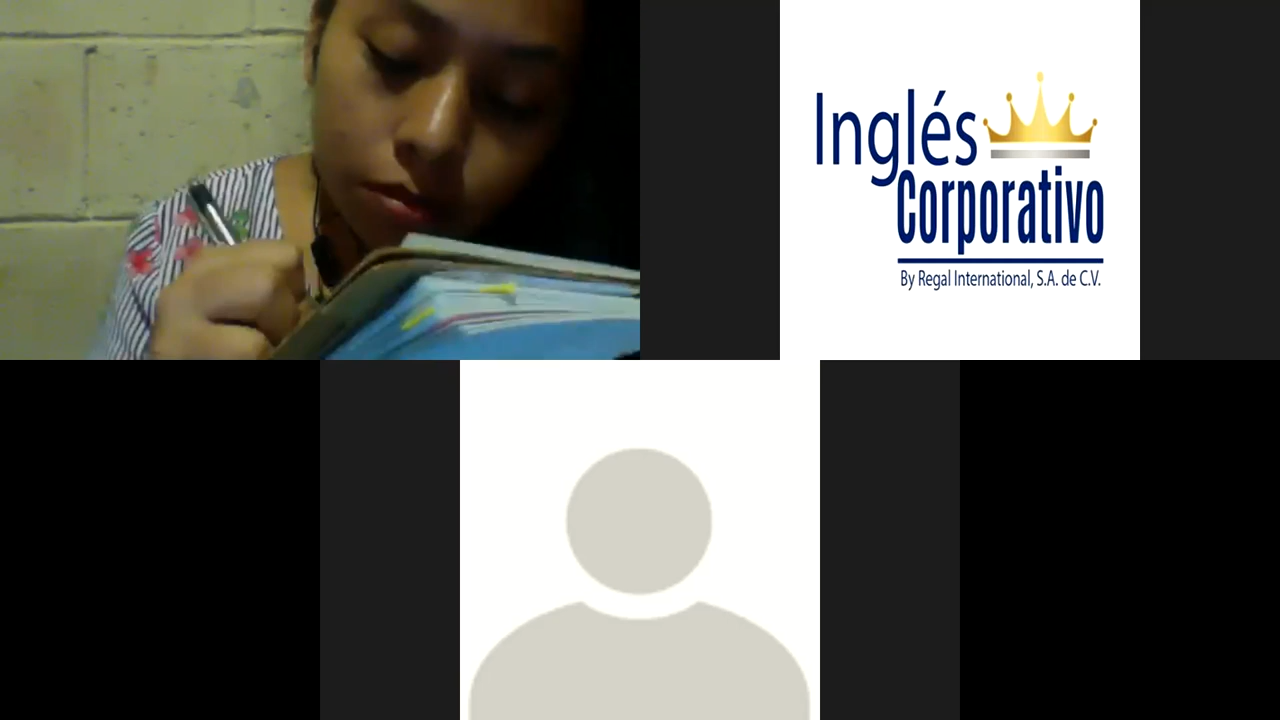 Inglés
Corporativo
By Regal International, S.A. de C.V.